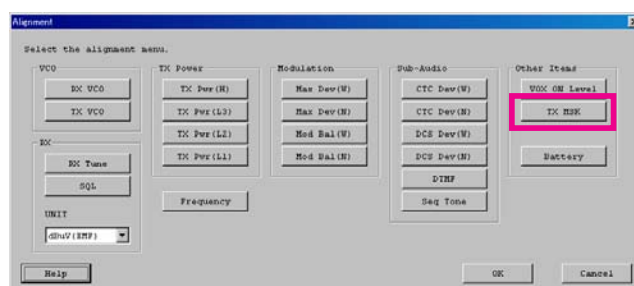 Alignment
Select the alignment menu.
VCO
RX VCO
TX VCO
RX
RX Tune
SQL
UNIT
dBuV(EMF)
TX Power
TX Pwr(H)
TX Pwr(L3)
TX Pwr(L2)
TX Pwr(L1)
Frequency
Modulation
Max Dev(W)
Max Dev(N)
Mod Bal(W)
Mod Bal(N)
Sub-Audio
CTC Dev(W)
CTC Dev(N)
DCS Dev(W)
DCS Dev(N)
DTMF
Seq Tone
Other Items
VOX ON Level
TX MSK
Battery
Help
OK
Cancel